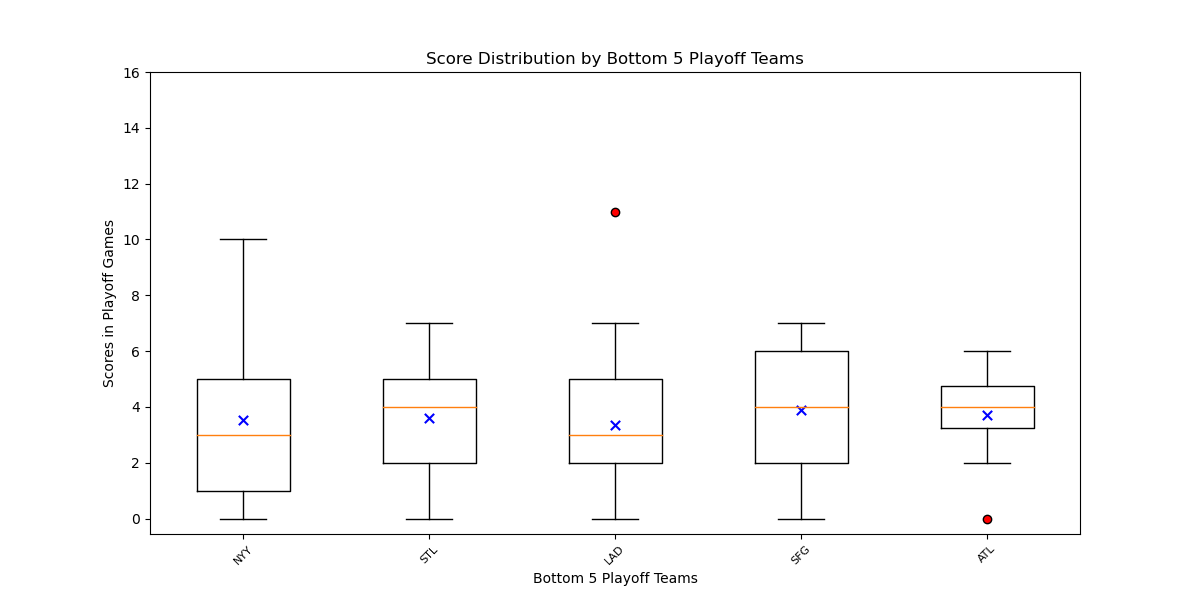 Score Distribution by Bottom 5 Playoff Teams
16
14
12
10
8
6
4
2
0
Scores in Playoff Games
NYY
STL
LAD
SFG
ATL
Bottom 5 Playoff Teams